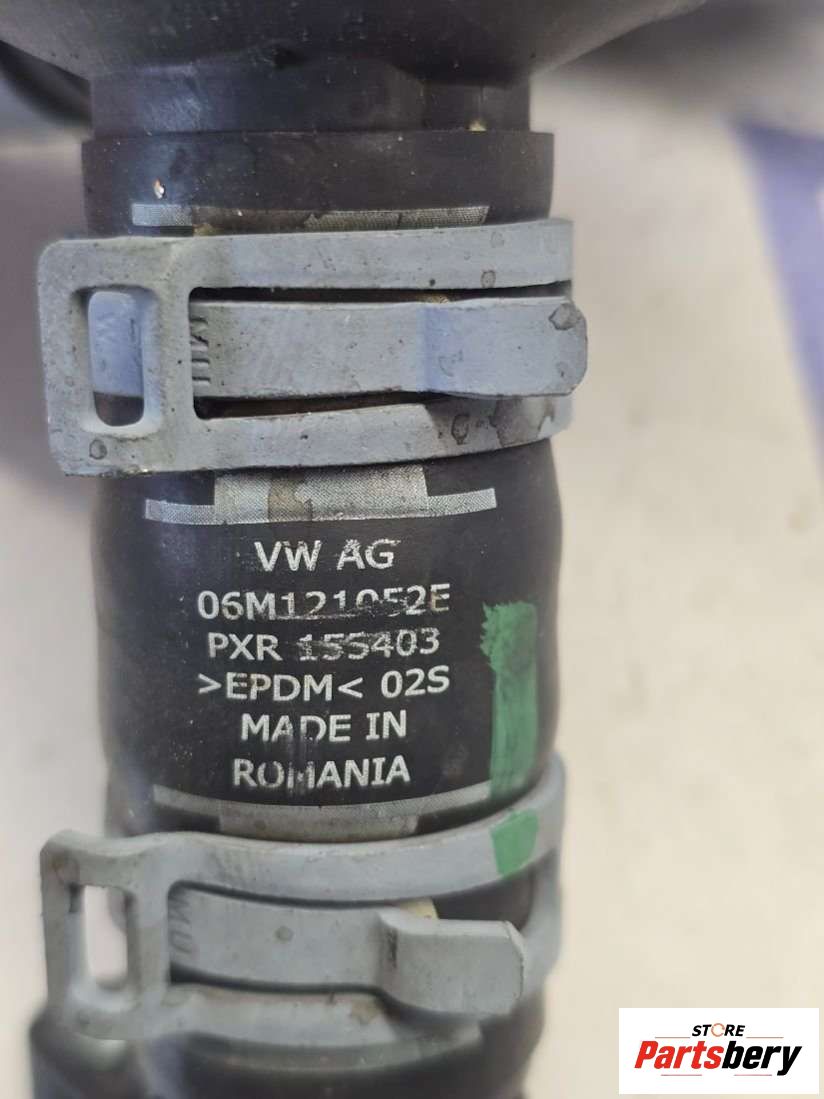 VW AG
06M121052E
PXR 155403
>EPDM< 02S
MADE IN
ROMANIA
STORE
Partsbery